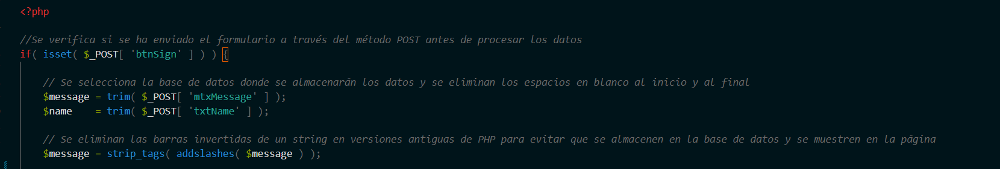 <?php
//Se verifica si se ha enviado el formulario a través del método POST antes de procesar los datos
if( isset( $_POST[ 'btnSign' ] ) ) {
// Se selecciona la base de datos donde se almacenarán los datos y se eliminan los espacios en blanco al inicio y al final
$message = trim( $_POST[ 'mtxMessage' ] );
$name    = trim( $_POST[ 'txtName' ] );
// Se eliminan las barras invertidas de un string en versiones antiguas de PHP para evitar que se almacenen en la base de datos y se muestren en la página
$message = strip_tags( addslashes( $message ) );